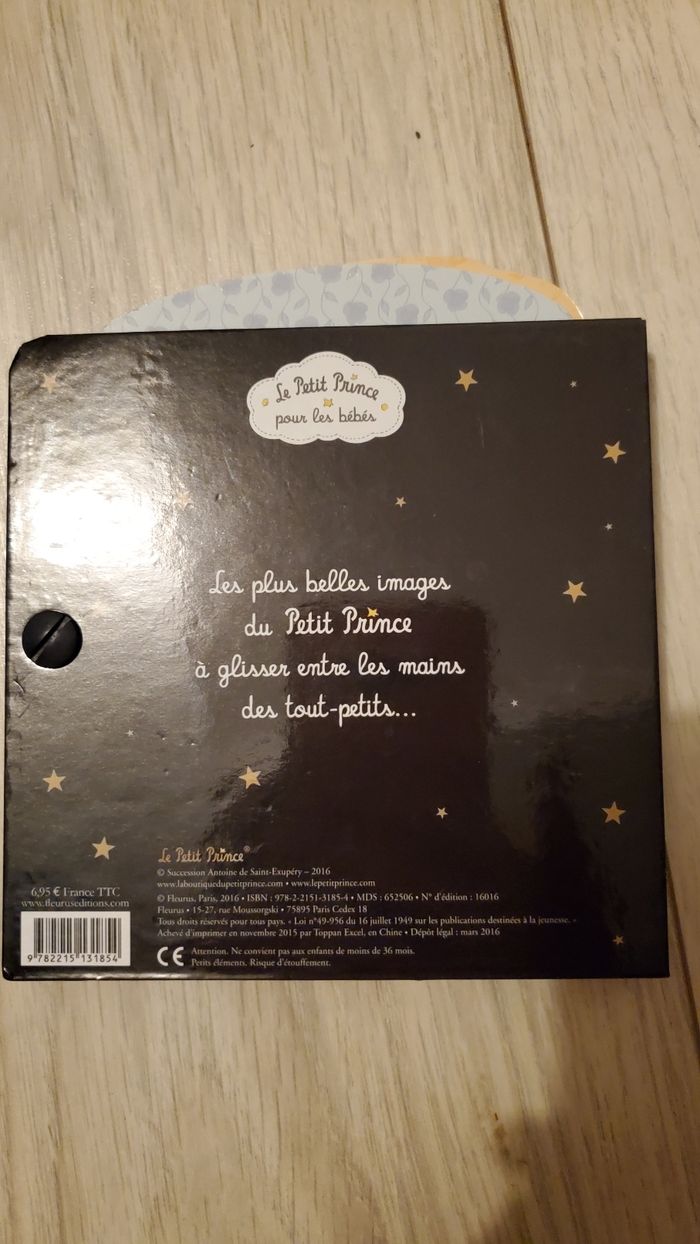 Le Petit Prince
pour les bébés
Les plus belles images
du Petit Prince
à glisser entre les mains
des tout-petits...
Le Petit Prince®
© Succession Antoine de Saint-Exupéry – 2016
www.laboutiquedupetitprince.com • www.lepetitprince.com
6,95 € France TTC
www.fleuruseditions.com
© Fleurus, Paris, 2016 • ISBN : 978-2-2151-3185-4 • MDS : 652506 • N° d'édition : 16016
Fleurus • 15-27, rue Moussorgski • 75895 Paris Cedex 18
Tous droits réservés pour tous pays. « Loi n°49-956 du 16 juillet 1949 sur les publications destinées à la jeunesse. »
Achevé d'imprimer en novembre 2015 par Toppan Excel, en Chine • Dépôt légal : mars 2016
9 782215 131854
CE Attention. Ne convient pas aux enfants de moins de 36 mois.
Petits éléments. Risque d'étouffement.